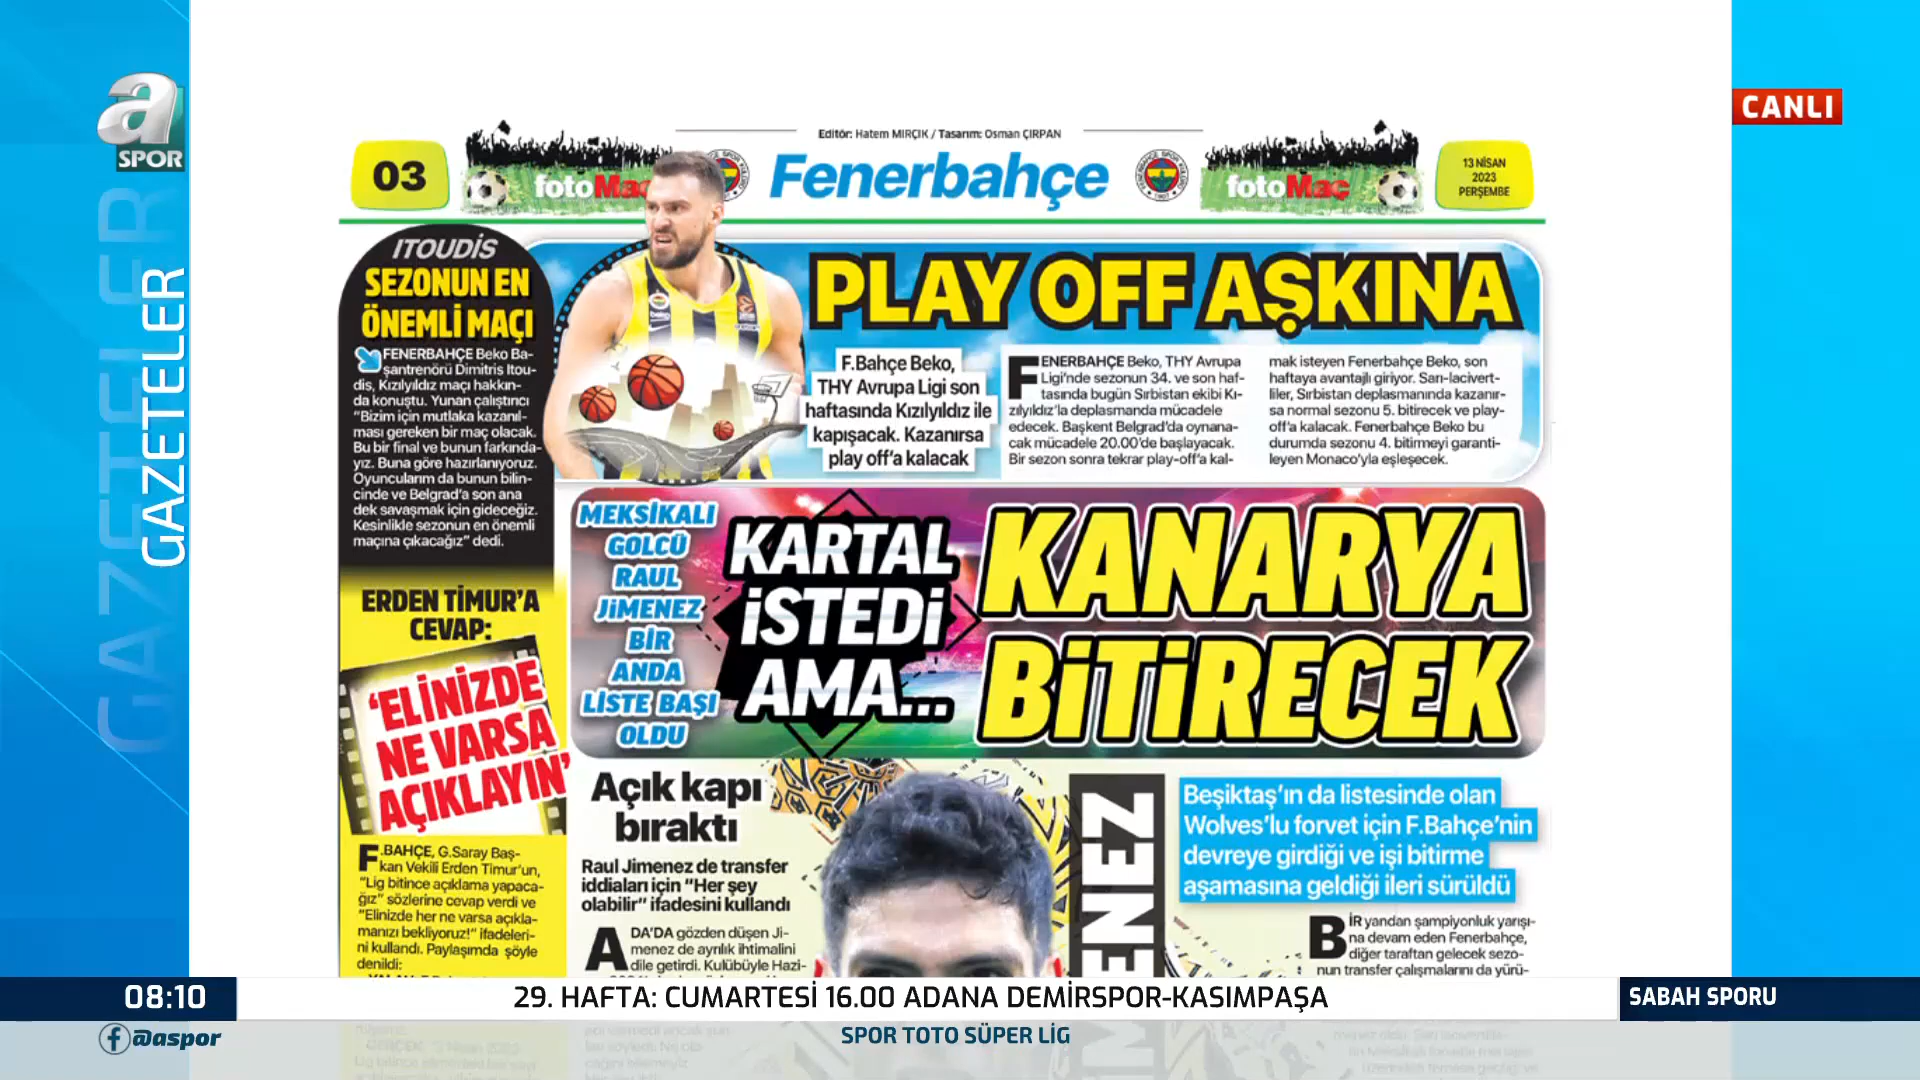 a
SPOR
GAZETELER
GAZETELER
CANLI
Editör: Hatem MIRÇIK / Tasarım: Osman ÇIRPAN
03
fotoMaç
Fenerbahçe
fotoMaç
13 NİSAN
2023
PERŞEMBE
ITOUDİS
SEZONUN EN
ÖNEMLİ MAÇI
FENERBAHÇE Beko Ba-
şantrenörü Dimitris Itou-
dis, Kızılyıldız maçı hakkın-
da konuştu. Yunan çalıştırıcı
"Bizim için mutlaka kazanıl-
ması gereken bir maç olacak.
Bu bir final ve bunun farkında-
yız. Buna göre hazırlanıyoruz.
Oyuncularım da bunun bilin-
cinde ve Belgrad'a son ana
dek savaşmak için gideceğiz.
Kesinlikle sezonun en önemli
maçına çıkacağız" dedi.
PLAY OFF AŞKINA
F.Bahçe Beko,
THY Avrupa Ligi son
haftasında Kızılyıldız ile
kapışacak. Kazanırsa
play off'a kalacak
FENERBAHÇE Beko, THY Avrupa
Ligi'nde sezonun 34. ve son haf-
tasında bugün Sırbistan ekibi Kı-
zılyıldız'la deplasmanda mücadele
edecek. Başkent Belgrad'da oynana-
cak mücadele 20.00'de başlayacak.
Bir sezon sonra tekrar play-off'a kal-
mak isteyen Fenerbahçe Beko, son
haftaya avantajlı giriyor. Sarı-lacivert-
liler, Sırbistan deplasmanında kazanır-
sa normal sezonu 5. bitirecek ve play-
off'a kalacak. Fenerbahçe Beko bu
durumda sezonu 4. bitirmeyi garanti-
leyen Monaco'yla eşleşecek.
ERDEN TİMUR'A
CEVAP:
'ELİNİZDE
NE VARSA
AÇIKLAYIN'
F.BAHÇE, G.Saray Baş-
kan Vekili Erden Timur'un,
"Lig bitince açıklama yapaca-
ğız" sözlerine cevap verdi ve
"Elinizde her ne varsa açıkla-
manızı bekliyoruz!" ifadeleri-
ni kullandı. Paylaşımda şöyle
denildi:
MEKSİKALI
GOLCÜ
RAUL
JİMENEZ
BİR
ANDA
LİSTE BAŞI
OLDU
KARTAL
İSTEDİ
AMA...
KANARYA
BİTİRECEK
Açık kapı
bıraktı
Raul Jimenez de transfer
iddiaları için "Her şey
olabilir" ifadesini kullandı
ADA'DA gözden düşen Ji-
menez de ayrılık ihtimalini
dile getirdi. Kulübüyle Hazi-
ENEZ
Beşiktaş'ın da listesinde olan
Wolves'lu forvet için F.Bahçe'nin
devreye girdiği ve işi bitirme
aşamasına geldiği ileri sürüldü
BİR yandan şampiyonluk yarışı-
na devam eden Fenerbahçe,
diğer taraftan gelecek sezo-
nun transfer çalışmalarını da yürü-
08:10
29. HAFTA: CUMARTESİ 16.00 ADANA DEMİRSPOR-KASIMPAŞA
SABAH SPORU
@aspor
SPOR TOTO SÜPER LİG